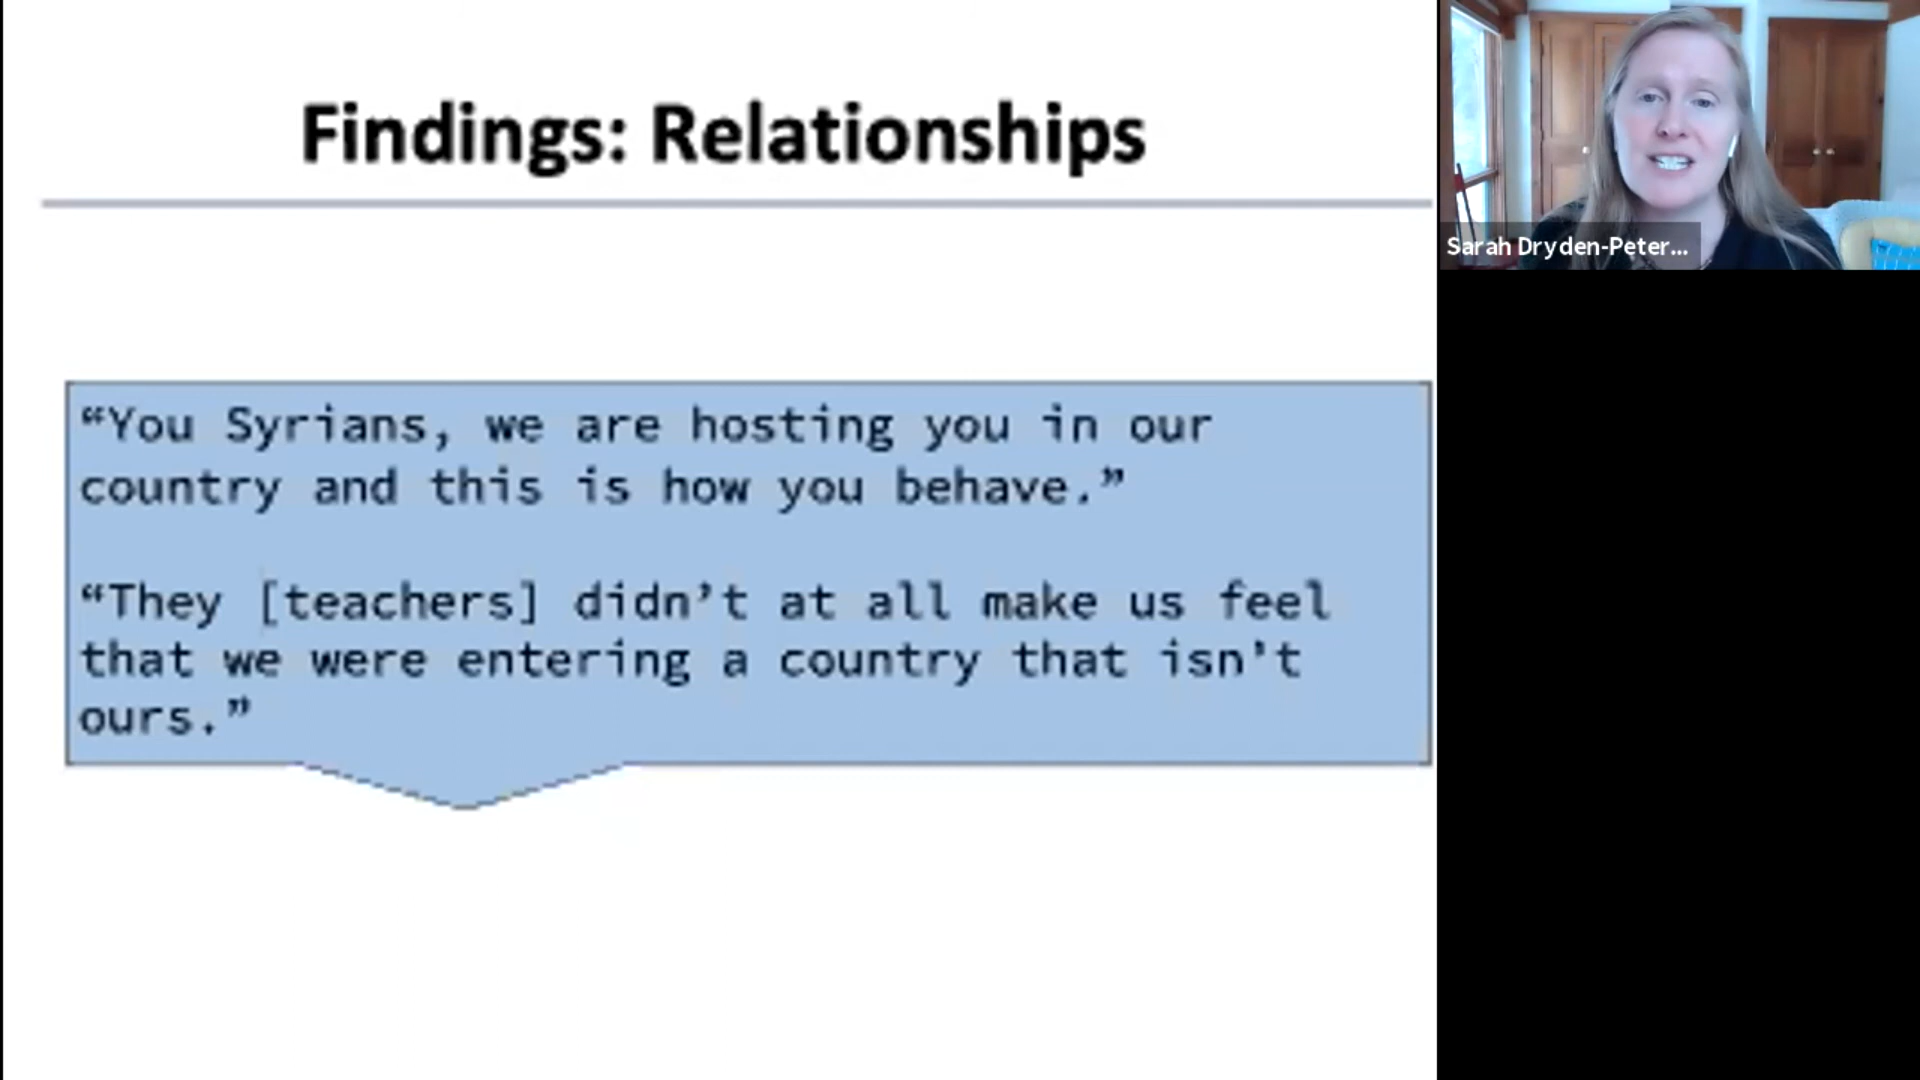 Findings: Relationships
“You Syrians, we are hosting you in our
country and this is how you behave.”
“They [teachers] didn’t at all make us feel
that we were entering a country that isn’t
ours.”
Sarah Dryden-Peter...